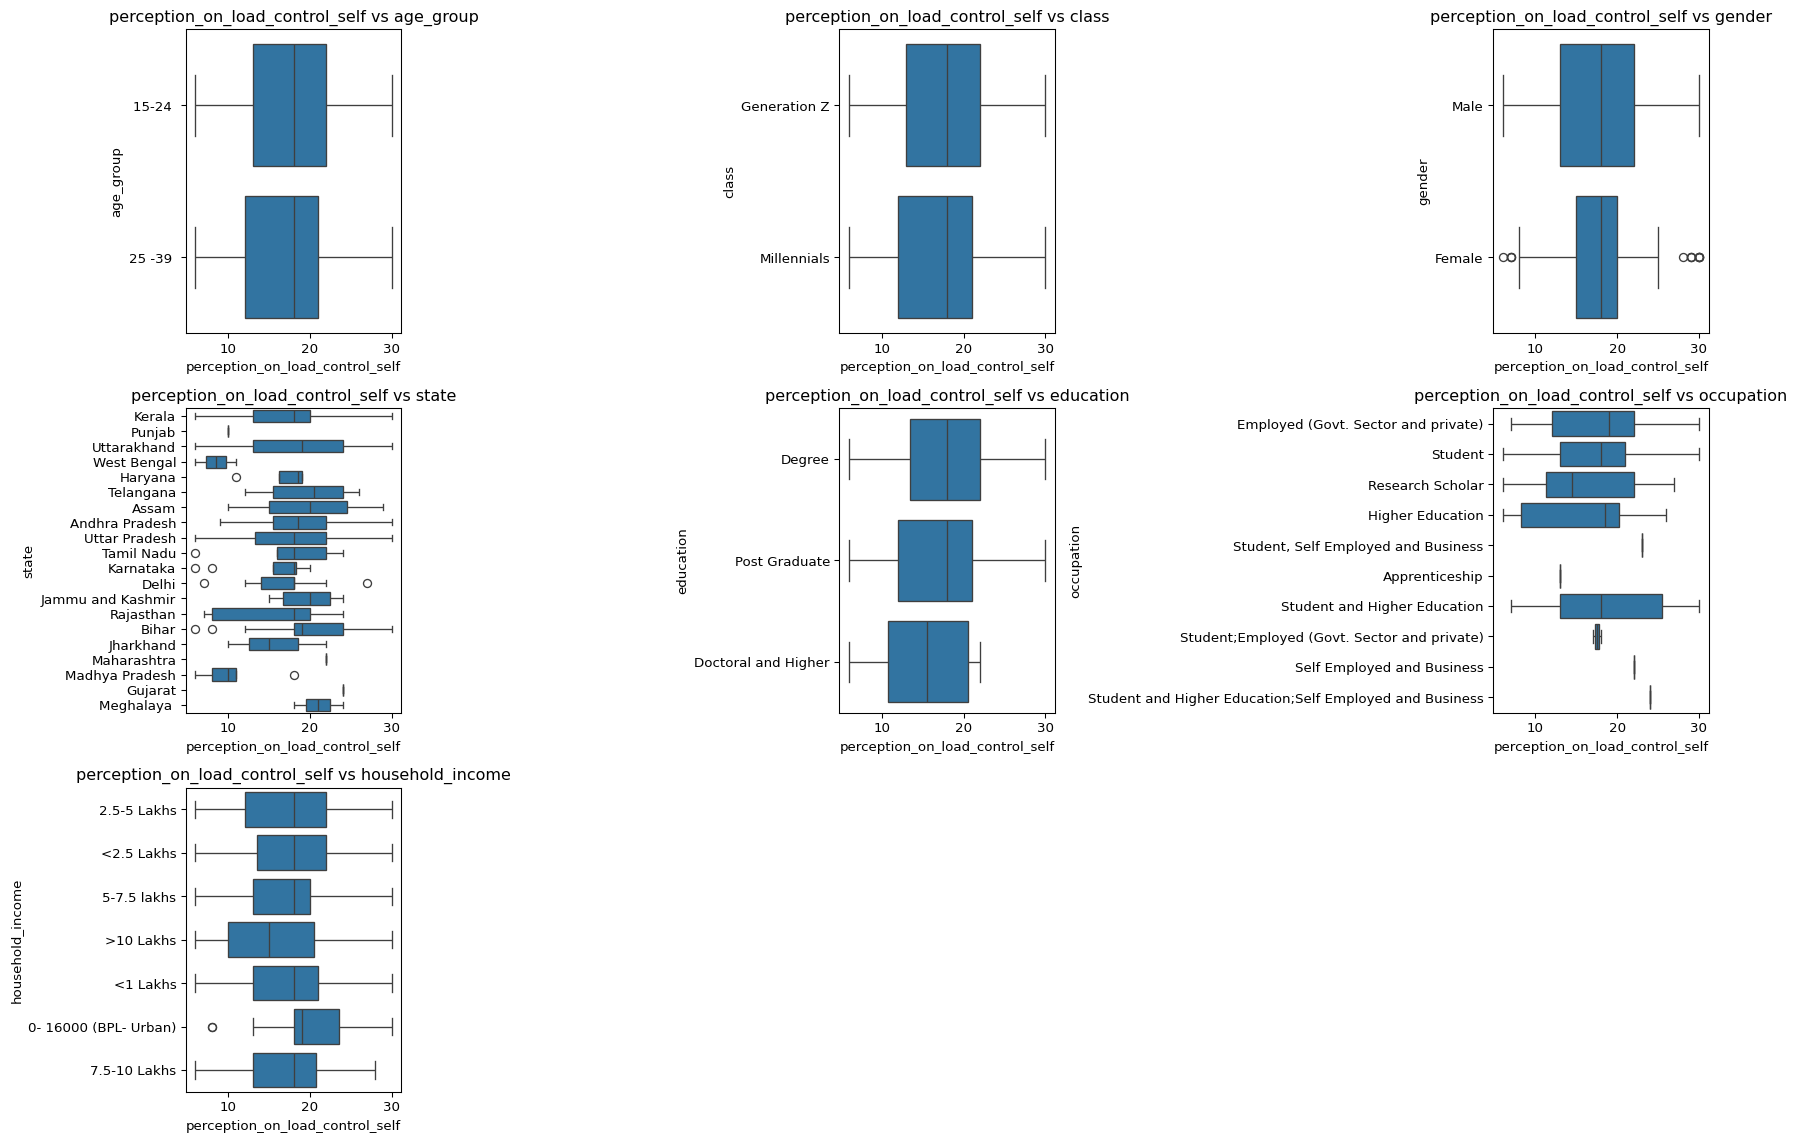 perception_on_load_control_self vs age_group
age_group
15-24
25 -39
10 20 30
perception_on_load_control_self
perception_on_load_control_self vs class
class
Generation Z
Millennials
10 20 30
perception_on_load_control_self
perception_on_load_control_self vs gender
gender
Male
Female
10 20 30
perception_on_load_control_self
perception_on_load_control_self vs state
state
Kerala
Punjab
Uttarakhand
West Bengal
Haryana
Telangana
Assam
Andhra Pradesh
Uttar Pradesh
Tamil Nadu
Karnataka
Delhi
Jammu and Kashmir
Rajasthan
Bihar
Jharkhand
Maharashtra
Madhya Pradesh
Gujarat
Meghalaya
10 20 30
perception_on_load_control_self
perception_on_load_control_self vs education
education
Degree
Post Graduate
Doctoral and Higher
10 20 30
perception_on_load_control_self
perception_on_load_control_self vs occupation
occupation
Employed (Govt. Sector and private)
Student
Research Scholar
Higher Education
Student, Self Employed and Business
Apprenticeship
Student and Higher Education
Student;Employed (Govt. Sector and private)
Self Employed and Business
Student and Higher Education;Self Employed and Business
10 20 30
perception_on_load_control_self
perception_on_load_control_self vs household_income
household_income
2.5-5 Lakhs
<2.5 Lakhs
5-7.5 lakhs
>10 Lakhs
<1 Lakhs
0- 16000 (BPL- Urban)
7.5-10 Lakhs
10 20 30
perception_on_load_control_self